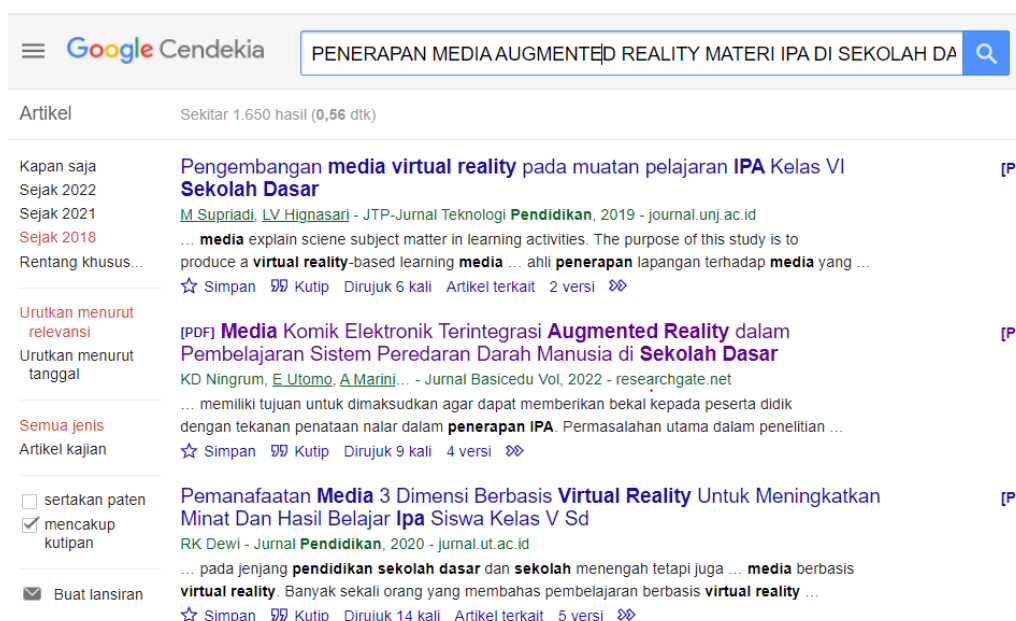 Google Cendekia
PENERAPAN MEDIA AUGMENTED REALITY MATERI IPA DI SEKOLAH DA
Artikel
Sekitar 1.650 hasil (0,56 dtk)
Kapan saja
Sejak 2022
Sejak 2021
Sejak 2018
Rentang khusus...
Urutkan menurut
relevansi
Urutkan menurut
tanggal
Semua jenis
Artikel kajian
sertakan paten
mencakup
kutipan
Buat lansiran
Pengembangan media virtual reality pada muatan pelajaran IPA Kelas VI
Sekolah Dasar
M Supriadi, LV Hignasari - JTP-Jurnal Teknologi Pendidikan, 2019 - journal.unj.ac.id
... media explain sciene subject matter in learning activities. The purpose of this study is to
produce a virtual reality-based learning media ... ahli penerapan lapangan terhadap media yang ...
Simpan Kutip Dirujuk 6 kali Artikel terkait 2 versi
[P
[PDF] Media Komik Elektronik Terintegrasi Augmented Reality dalam
Pembelajaran Sistem Peredaran Darah Manusia di Sekolah Dasar
KD Ningrum, E Utomo, A Marini... - Jurnal Basicedu Vol, 2022 - researchgate.net
... memiliki tujuan untuk dimaksudkan agar dapat memberikan bekal kepada peserta didik
dengan tekanan penataan nalar dalam penerapan IPA. Permasalahan utama dalam penelitian ...
Simpan Kutip Dirujuk 9 kali 4 versi
[P
Pemanafaatan Media 3 Dimensi Berbasis Virtual Reality Untuk Meningkatkan
Minat Dan Hasil Belajar Ipa Siswa Kelas V Sd
RK Dewi - Jurnal Pendidikan, 2020 - jurnal.ut.ac.id
... pada jenjang pendidikan sekolah dasar dan sekolah menengah tetapi juga ... media berbasis
virtual reality. Banyak sekali orang yang membahas pembelajaran berbasis virtual reality ...
Simpan Kutip Dirujuk 14 kali Artikel terkait 5 versi
[P